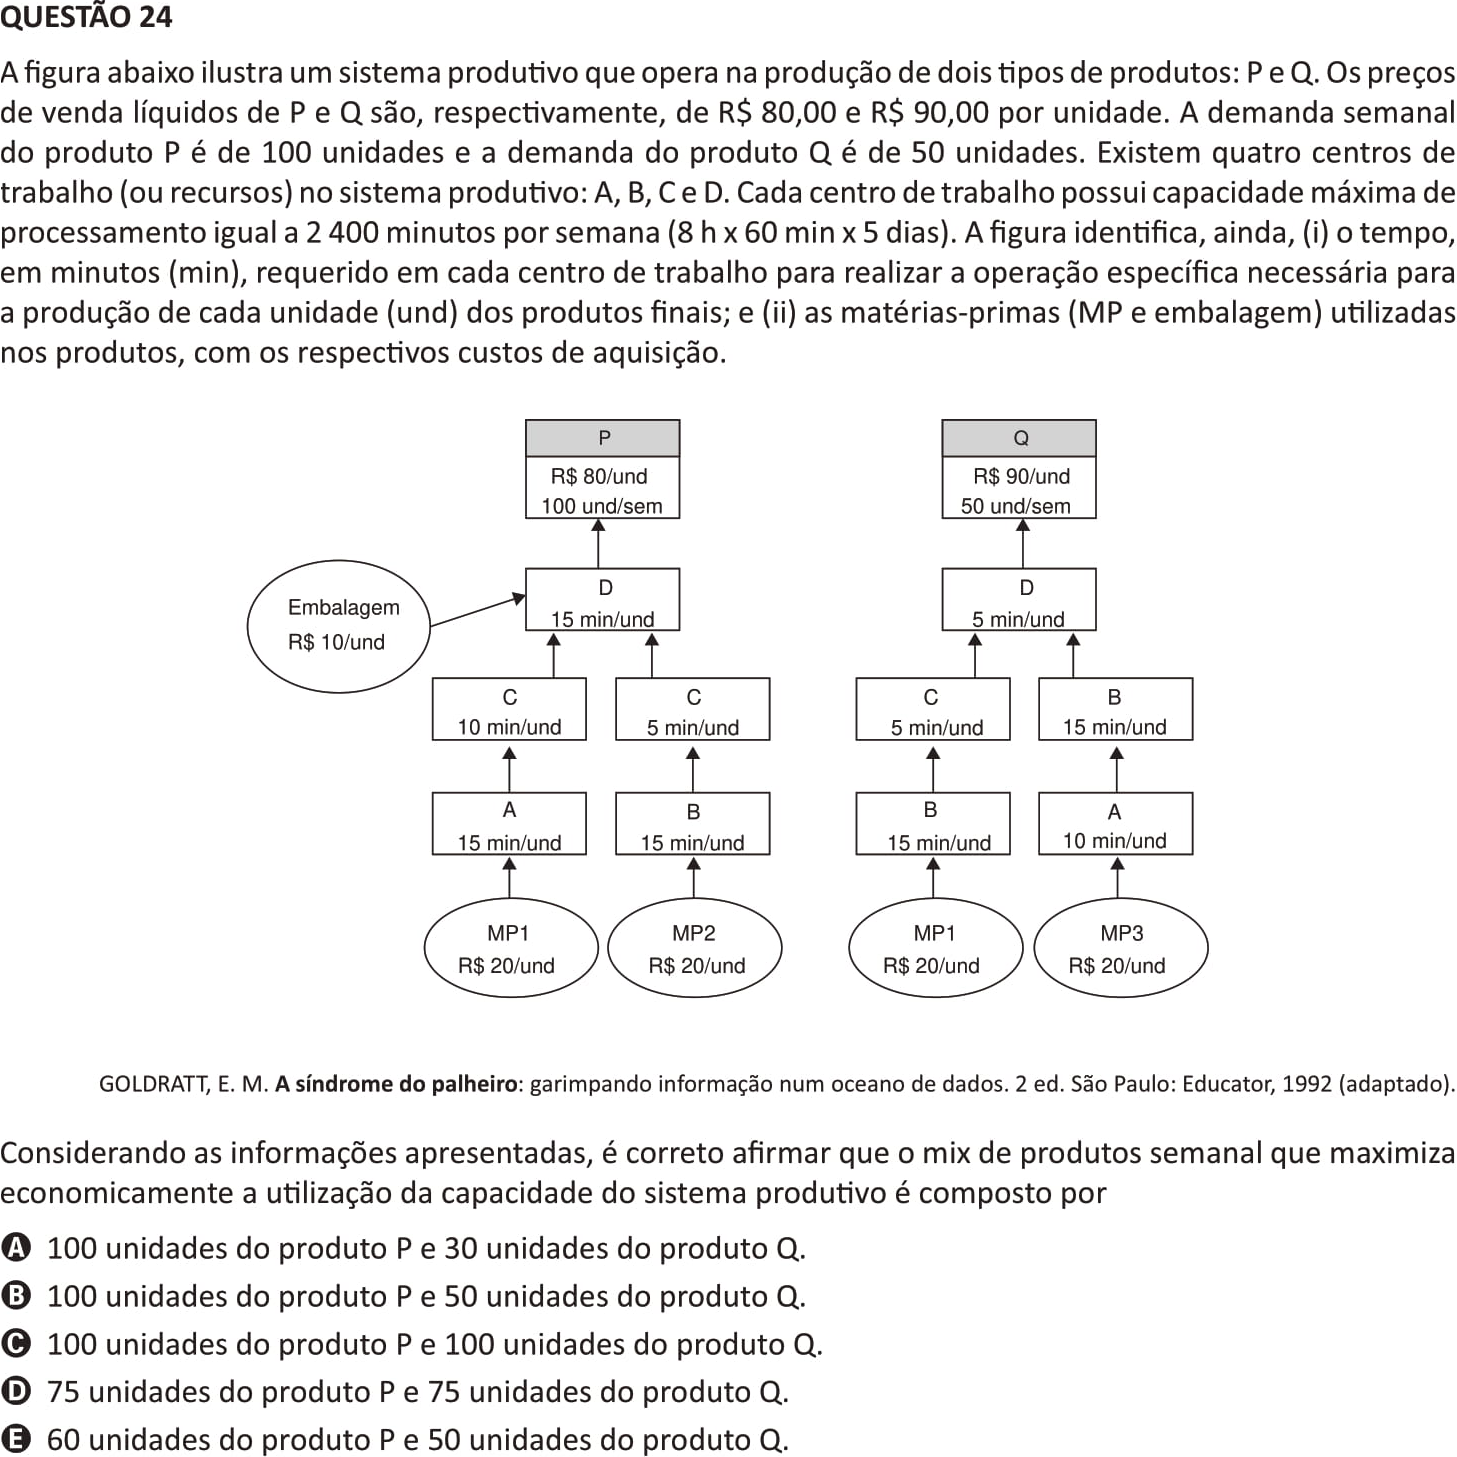 QUESTÃO 24
A figura abaixo ilustra um sistema produtivo que opera na produção de dois tipos de produtos: P e Q. Os preços
de venda líquidos de P e Q são, respectivamente, de R$ 80,00 e R$ 90,00 por unidade. A demanda semanal
do produto P é de 100 unidades e a demanda do produto Q é de 50 unidades. Existem quatro centros de
trabalho (ou recursos) no sistema produtivo: A, B, C e D. Cada centro de trabalho possui capacidade máxima de
processamento igual a 2 400 minutos por semana (8 h x 60 min x 5 dias). A figura identifica, ainda, (i) o tempo,
em minutos (min), requerido em cada centro de trabalho para realizar a operação específica necessária para
a produção de cada unidade (und) dos produtos finais; e (ii) as matérias-primas (MP e embalagem) utilizadas
nos produtos, com os respectivos custos de aquisição.
P
R$ 80/und
100 und/sem
Q
R$ 90/und
50 und/sem
Embalagem
R$ 10/und
D
15 min/und
D
5 min/und
C
10 min/und
C
5 min/und
C
5 min/und
B
15 min/und
A
15 min/und
B
15 min/und
B
15 min/und
A
10 min/und
MP1
R$ 20/und
MP2
R$ 20/und
MP1
R$ 20/und
MP3
R$ 20/und
GOLDRATT, E. M. A síndrome do palheiro: garimpando informação num oceano de dados. 2 ed. São Paulo: Educator, 1992 (adaptado).
Considerando as informações apresentadas, é correto afirmar que o mix de produtos semanal que maximiza
economicamente a utilização da capacidade do sistema produtivo é composto por
A 100 unidades do produto P e 30 unidades do produto Q.
B 100 unidades do produto P e 50 unidades do produto Q.
C 100 unidades do produto P e 100 unidades do produto Q.
D 75 unidades do produto P e 75 unidades do produto Q.
E 60 unidades do produto P e 50 unidades do produto Q.